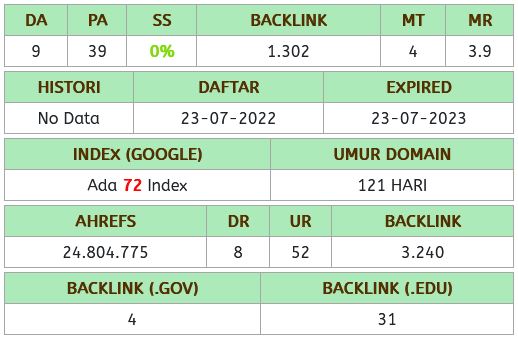 DA PA SS BACKLINK MT MR
9 39 0% 1.302 4 3.9
HISTORI DAFTAR EXPIRED
No Data 23-07-2022 23-07-2023
INDEX (GOOGLE) UMUR DOMAIN
Ada 72 Index 121 HARI
AHREFS DR UR BACKLINK
24.804.775 8 52 3.240
BACKLINK (.GOV) BACKLINK (.EDU)
4 31